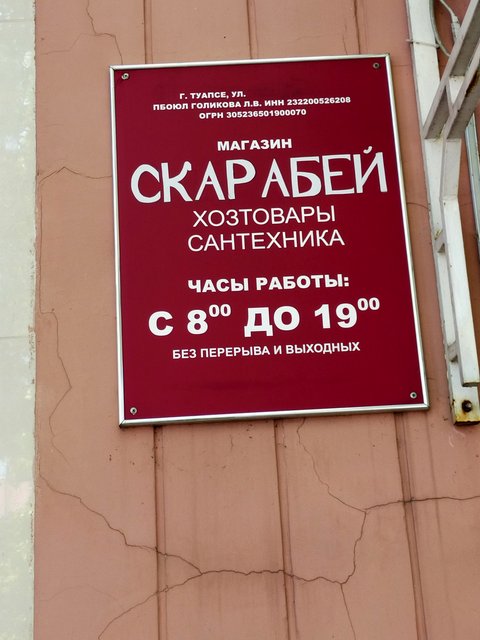 Г. ТУАПСЕ, УЛ.
ПБОЮЛ ГОЛИКОВА Л.В. ИНН 232200526208
ОГРН 305236501900070
МАГАЗИН
СКАРАБЕЙ
ХОЗТОВАРЫ
САНТЕХНИКА
ЧАСЫ РАБОТЫ:
С 8⁰⁰ ДО 19⁰⁰
БЕЗ ПЕРЕРЫВА И ВЫХОДНЫХ